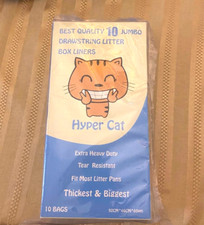 BEST QUALITY 10 JUMBO
DRAWSTRING LITTER
BOX LINERS
Hyper Cat
Extra Heavy Duty
Tear Resistant
Fit Most Litter Pans
Thickest & Biggest
10 BAGS